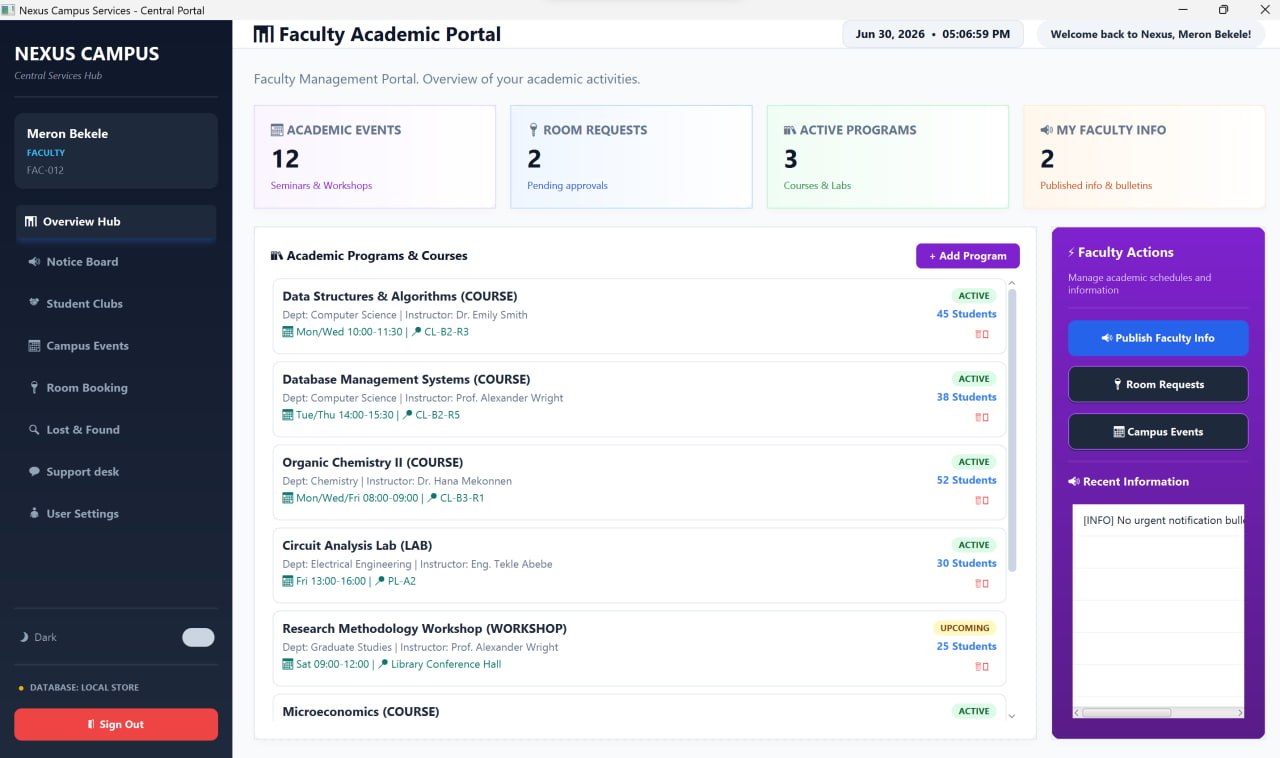 Nexus Campus Services - Central Portal
NEXUS CAMPUS
Central Services Hub
Meron Bekele
FACULTY
FAC-012
Overview Hub
Notice Board
Student Clubs
Campus Events
Room Booking
Lost & Found
Support desk
User Settings
Dark
DATABASE: LOCAL STORE
Sign Out
Faculty Academic Portal
Jun 30, 2026 • 05:06:59 PM
Welcome back to Nexus, Meron Bekele!
Faculty Management Portal. Overview of your academic activities.
ACADEMIC EVENTS
12
Seminars & Workshops
ROOM REQUESTS
2
Pending approvals
ACTIVE PROGRAMS
3
Courses & Labs
MY FACULTY INFO
2
Published info & bulletins
Academic Programs & Courses
+ Add Program
Data Structures & Algorithms (COURSE)
Dept: Computer Science | Instructor: Dr. Emily Smith
Mon/Wed 10:00-11:30 | CL-B2-R3
ACTIVE
45 Students
Database Management Systems (COURSE)
Dept: Computer Science | Instructor: Prof. Alexander Wright
Tue/Thu 14:00-15:30 | CL-B2-R5
ACTIVE
38 Students
Organic Chemistry II (COURSE)
Dept: Chemistry | Instructor: Dr. Hana Mekonnen
Mon/Wed/Fri 08:00-09:00 | CL-B3-R1
ACTIVE
52 Students
Circuit Analysis Lab (LAB)
Dept: Electrical Engineering | Instructor: Eng. Tekle Abebe
Fri 13:00-16:00 | PL-A2
ACTIVE
30 Students
Research Methodology Workshop (WORKSHOP)
Dept: Graduate Studies | Instructor: Prof. Alexander Wright
Sat 09:00-12:00 | Library Conference Hall
UPCOMING
25 Students
Microeconomics (COURSE)
ACTIVE
Faculty Actions
Manage academic schedules and
information
Publish Faculty Info
Room Requests
Campus Events
Recent Information
[INFO] No urgent notification bull